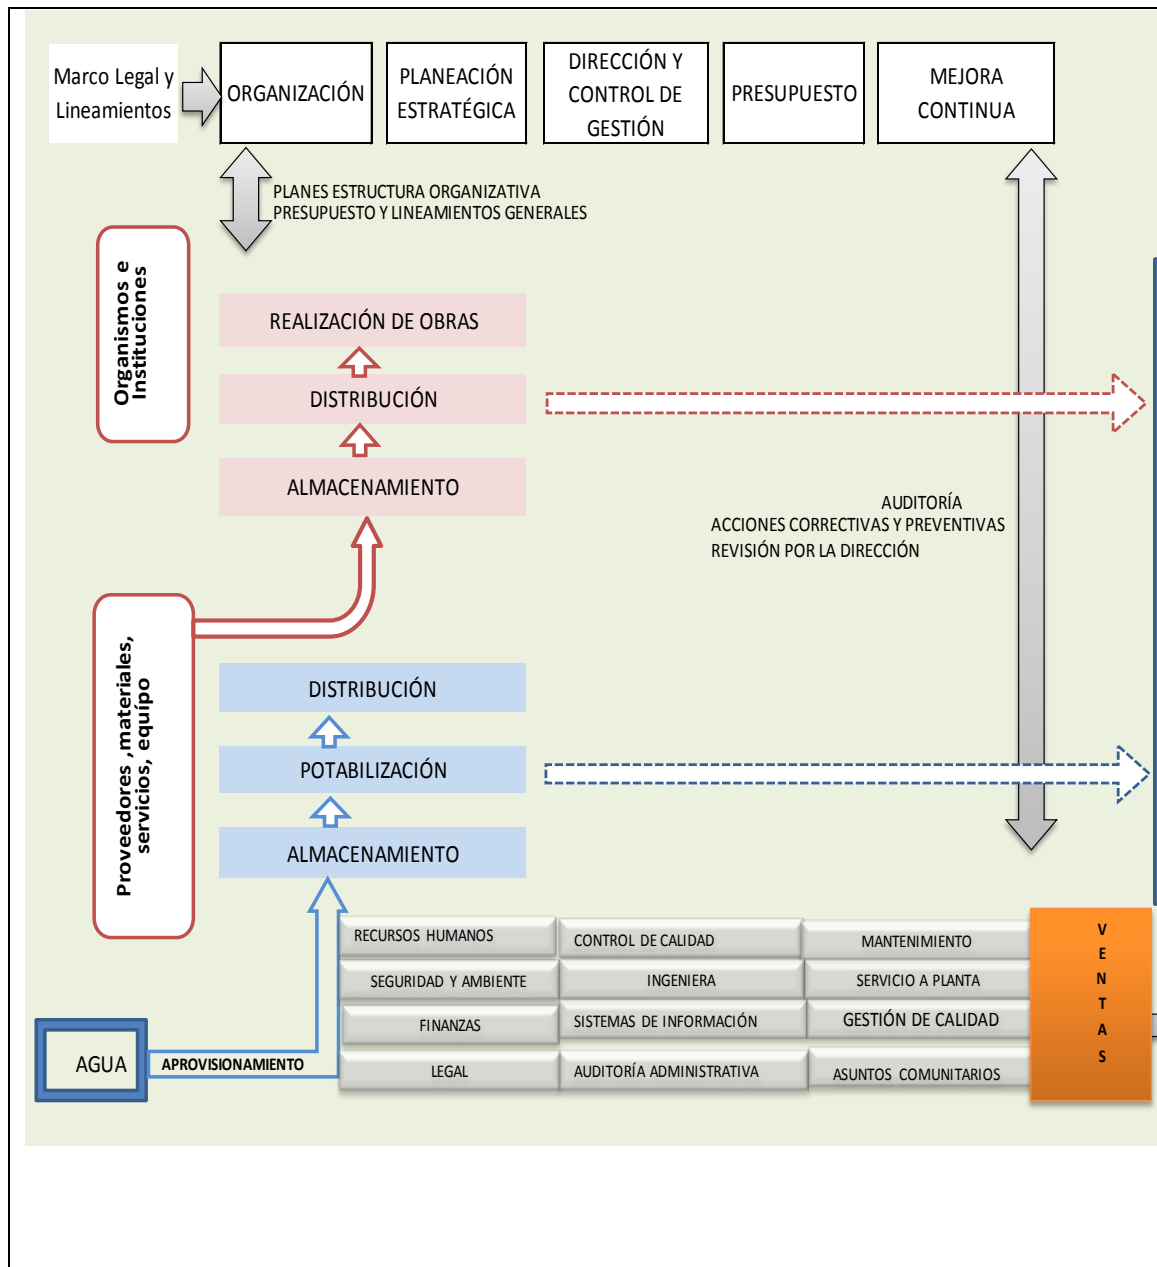 Marco Legal y
Lineamientos
ORGANIZACIÓN
PLANEACIÓN
ESTRATÉGICA
DIRECCIÓN Y
CONTROL DE
GESTIÓN
PRESUPUESTO
MEJORA
CONTINUA
PLANES ESTRUCTURA ORGANIZATIVA
PRESUPUESTO Y LINEAMIENTOS GENERALES
Organismos e
Instituciones
REALIZACIÓN DE OBRAS
DISTRIBUCIÓN
ALMACENAMIENTO
AUDITORÍA
ACCIONES CORRECTIVAS Y PREVENTIVAS
REVISIÓN POR LA DIRECCIÓN
Proveedores ,materiales,
servicios, equípo
DISTRIBUCIÓN
POTABILIZACIÓN
ALMACENAMIENTO
RECURSOS HUMANOS
CONTROL DE CALIDAD
MANTENIMIENTO
SEGURIDAD Y AMBIENTE
INGENIERA
SERVICIO A PLANTA
FINANZAS
SISTEMAS DE INFORMACIÓN
GESTIÓN DE CALIDAD
LEGAL
AUDITORÍA ADMINISTRATIVA
ASUNTOS COMUNITARIOS
VENTAS
AGUA
APROVISIONAMIENTO